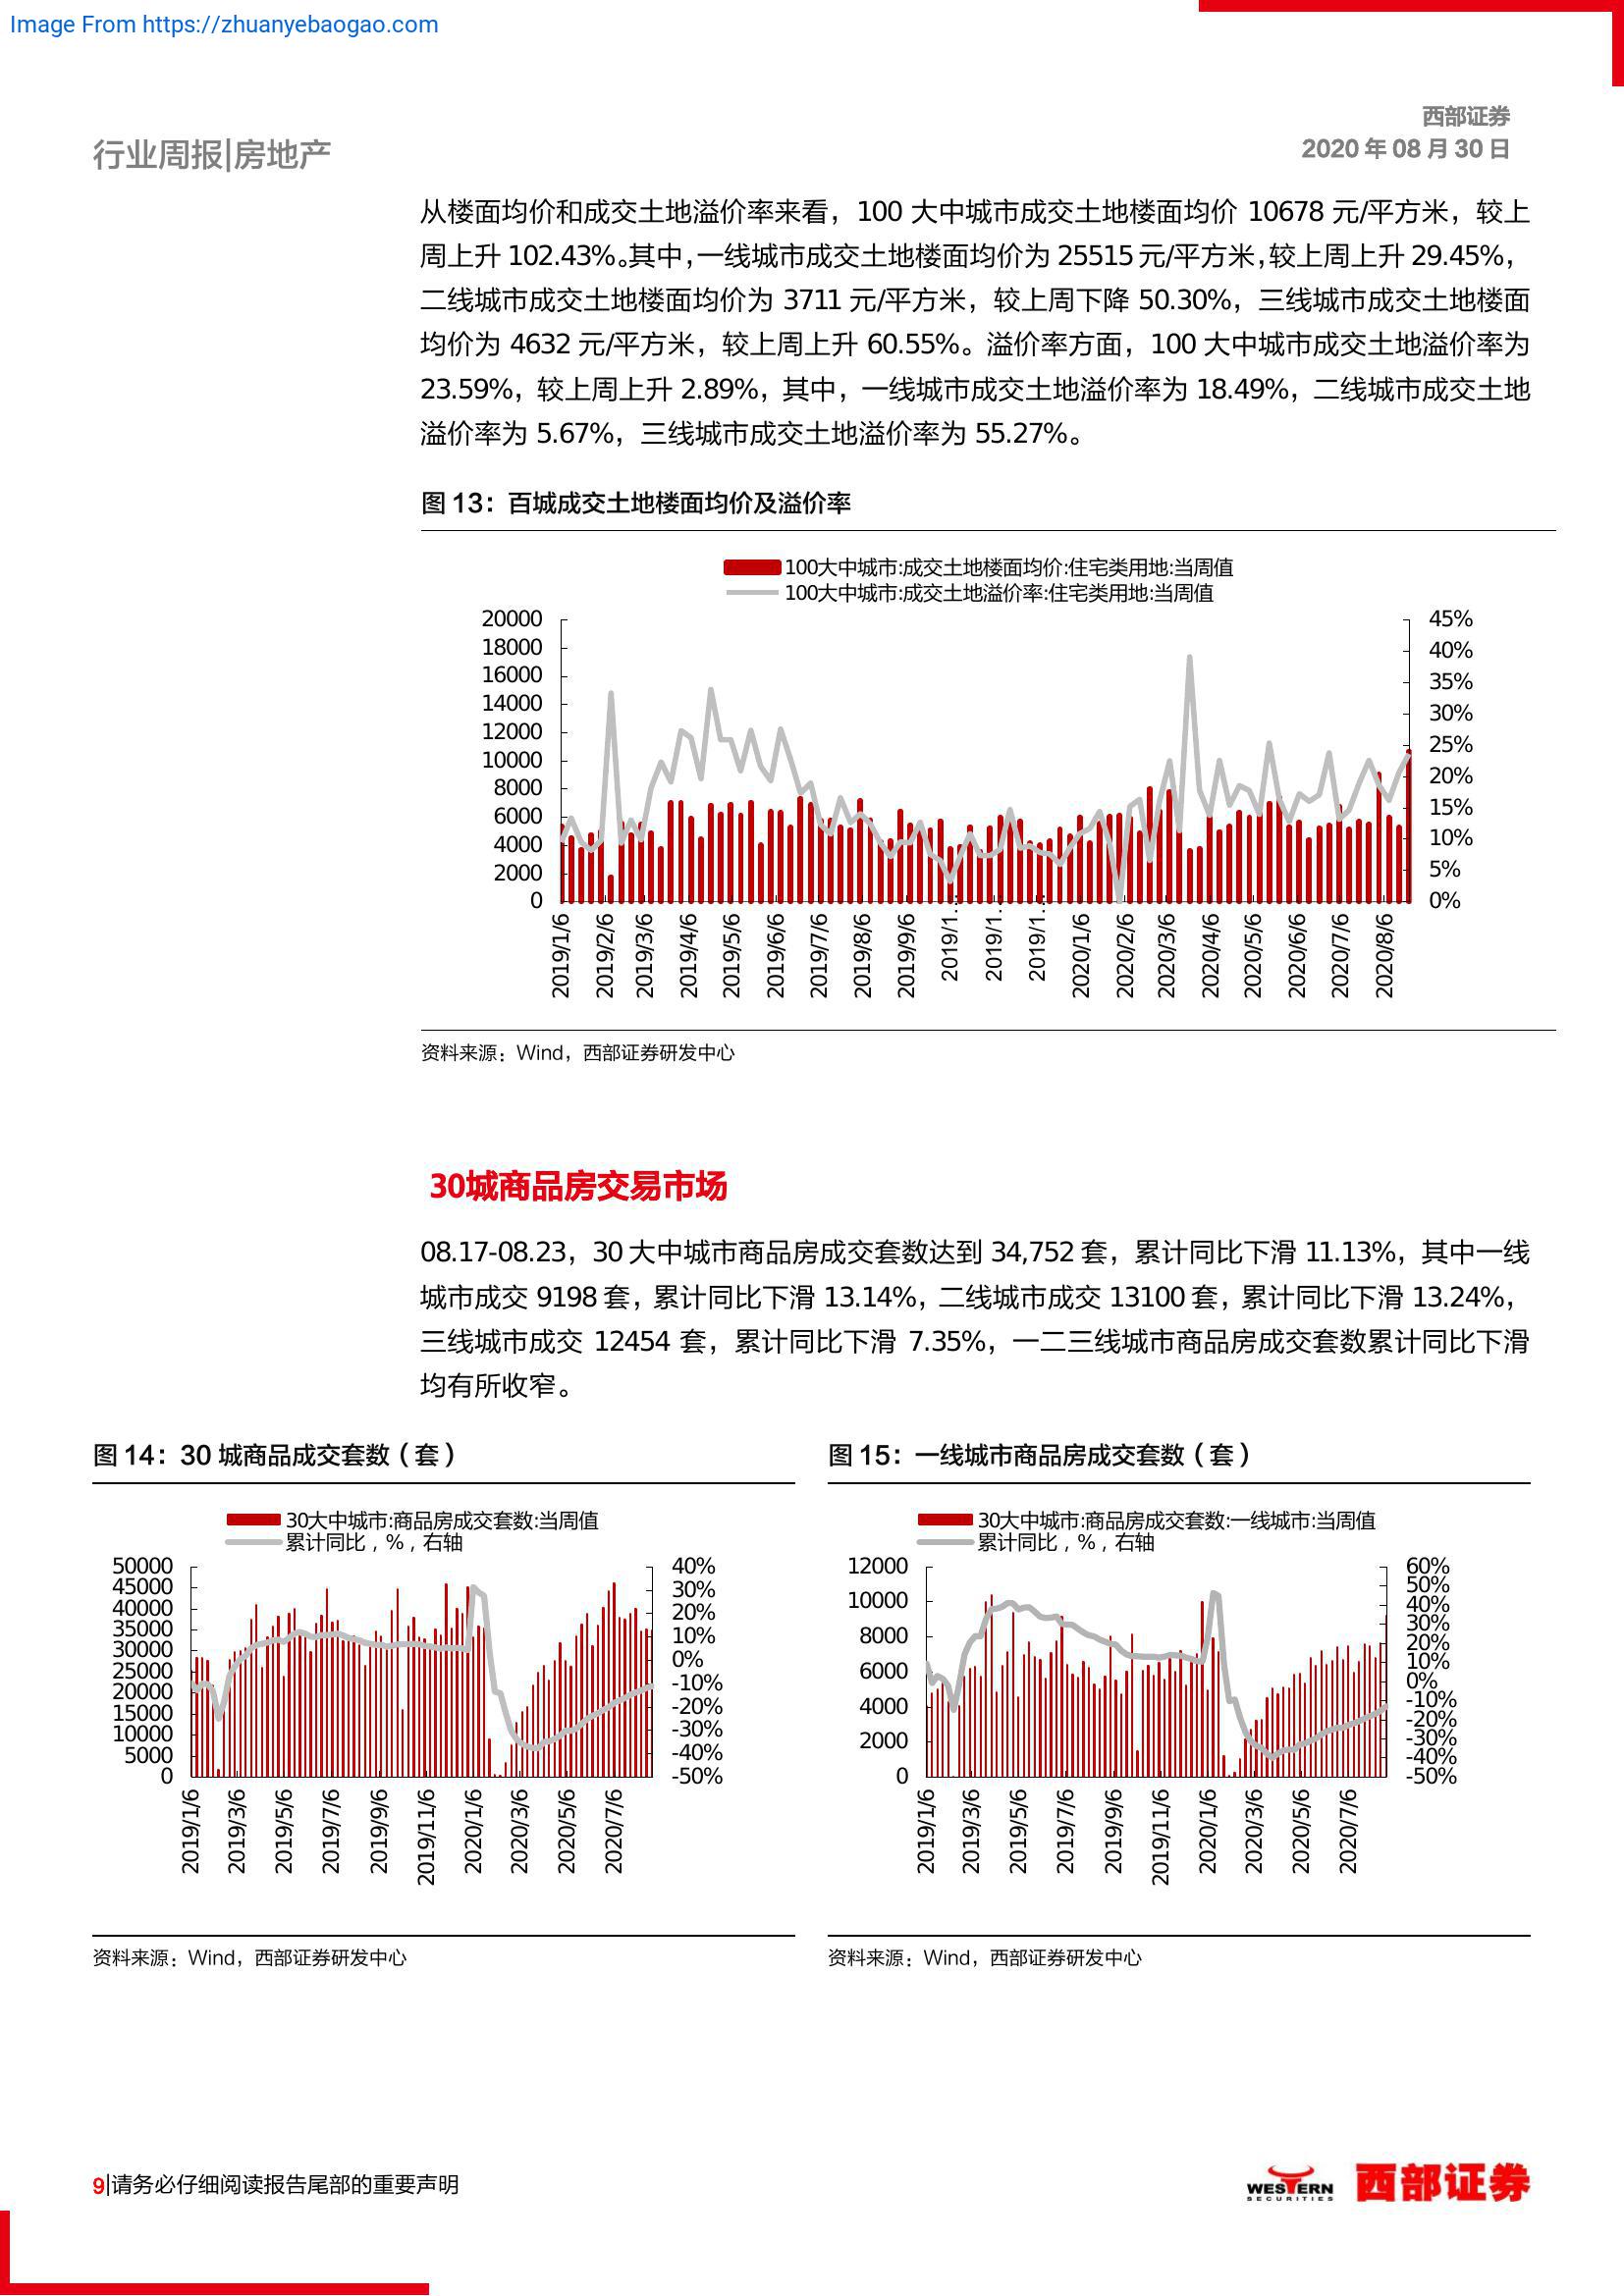 Image From https://zhuanyebaogao.com
西部证券
行业周报|房地产
2020 年 08 月 30 日
从楼面均价和成交土地溢价率来看，100 大中城市成交土地楼面均价 10678 元/平方米，较上
周上升 102.43%。其中，一线城市成交土地楼面均价为 25515 元/平方米，较上周上升 29.45%，
二线城市成交土地楼面均价为 3711 元/平方米，较上周下降 50.30%，三线城市成交土地楼面
均价为 4632 元/平方米，较上周上升 60.55%。溢价率方面，100 大中城市成交土地溢价率为
23.59%，较上周上升 2.89%，其中，一线城市成交土地溢价率为 18.49%，二线城市成交土地
溢价率为 5.67%，三线城市成交土地溢价率为 55.27%。
图 13：百城成交土地楼面均价及溢价率
100大中城市:成交土地楼面均价:住宅类用地:当周值
100大中城市:成交土地溢价率:住宅类用地:当周值
20000 45%
18000 40%
16000 35%
14000 30%
12000 25%
10000 20%
8000 15%
6000 10%
4000 5%
2000 0%
0
2019/1/6 2019/2/6 2019/3/6 2019/4/6 2019/5/6 2019/6/6 2019/7/6 2019/8/6 2019/9/6 2019/1... 2019/1... 2019/1... 2020/1/6 2020/2/6 2020/3/6 2020/4/6 2020/5/6 2020/6/6 2020/7/6 2020/8/6
资料来源：Wind，西部证券研发中心
30城商品房交易市场
08.17-08.23，30 大中城市商品房成交套数达到 34,752 套，累计同比下滑 11.13%，其中一线
城市成交 9198 套，累计同比下滑 13.14%，二线城市成交 13100 套，累计同比下滑 13.24%，
三线城市成交 12454 套，累计同比下滑 7.35%，一二三线城市商品房成交套数累计同比下滑
均有所收窄。
图 14：30 城商品成交套数（套）
30大中城市:商品房成交套数:当周值
累计同比，%，右轴
50000 40%
45000 30%
40000 20%
35000 10%
30000 0%
25000 -10%
20000 -20%
15000 -30%
10000 -40%
5000 -50%
0
2019/1/6 2019/3/6 2019/5/6 2019/7/6 2019/9/6 2019/11/6 2020/1/6 2020/3/6 2020/5/6 2020/7/6
资料来源：Wind，西部证券研发中心
图 15：一线城市商品房成交套数（套）
30大中城市:商品房成交套数:一线城市:当周值
累计同比，%，右轴
12000 60%
10000 50%
8000 40%
6000 30%
4000 20%
2000 10%
0 0%
-10%
-20%
-30%
-40%
-50%
2019/1/6 2019/3/6 2019/5/6 2019/7/6 2019/9/6 2019/11/6 2020/1/6 2020/3/6 2020/5/6 2020/7/6
资料来源：Wind，西部证券研发中心
9|请务必仔细阅读报告尾部的重要声明
WESTERN
SECURITIES
西部证券